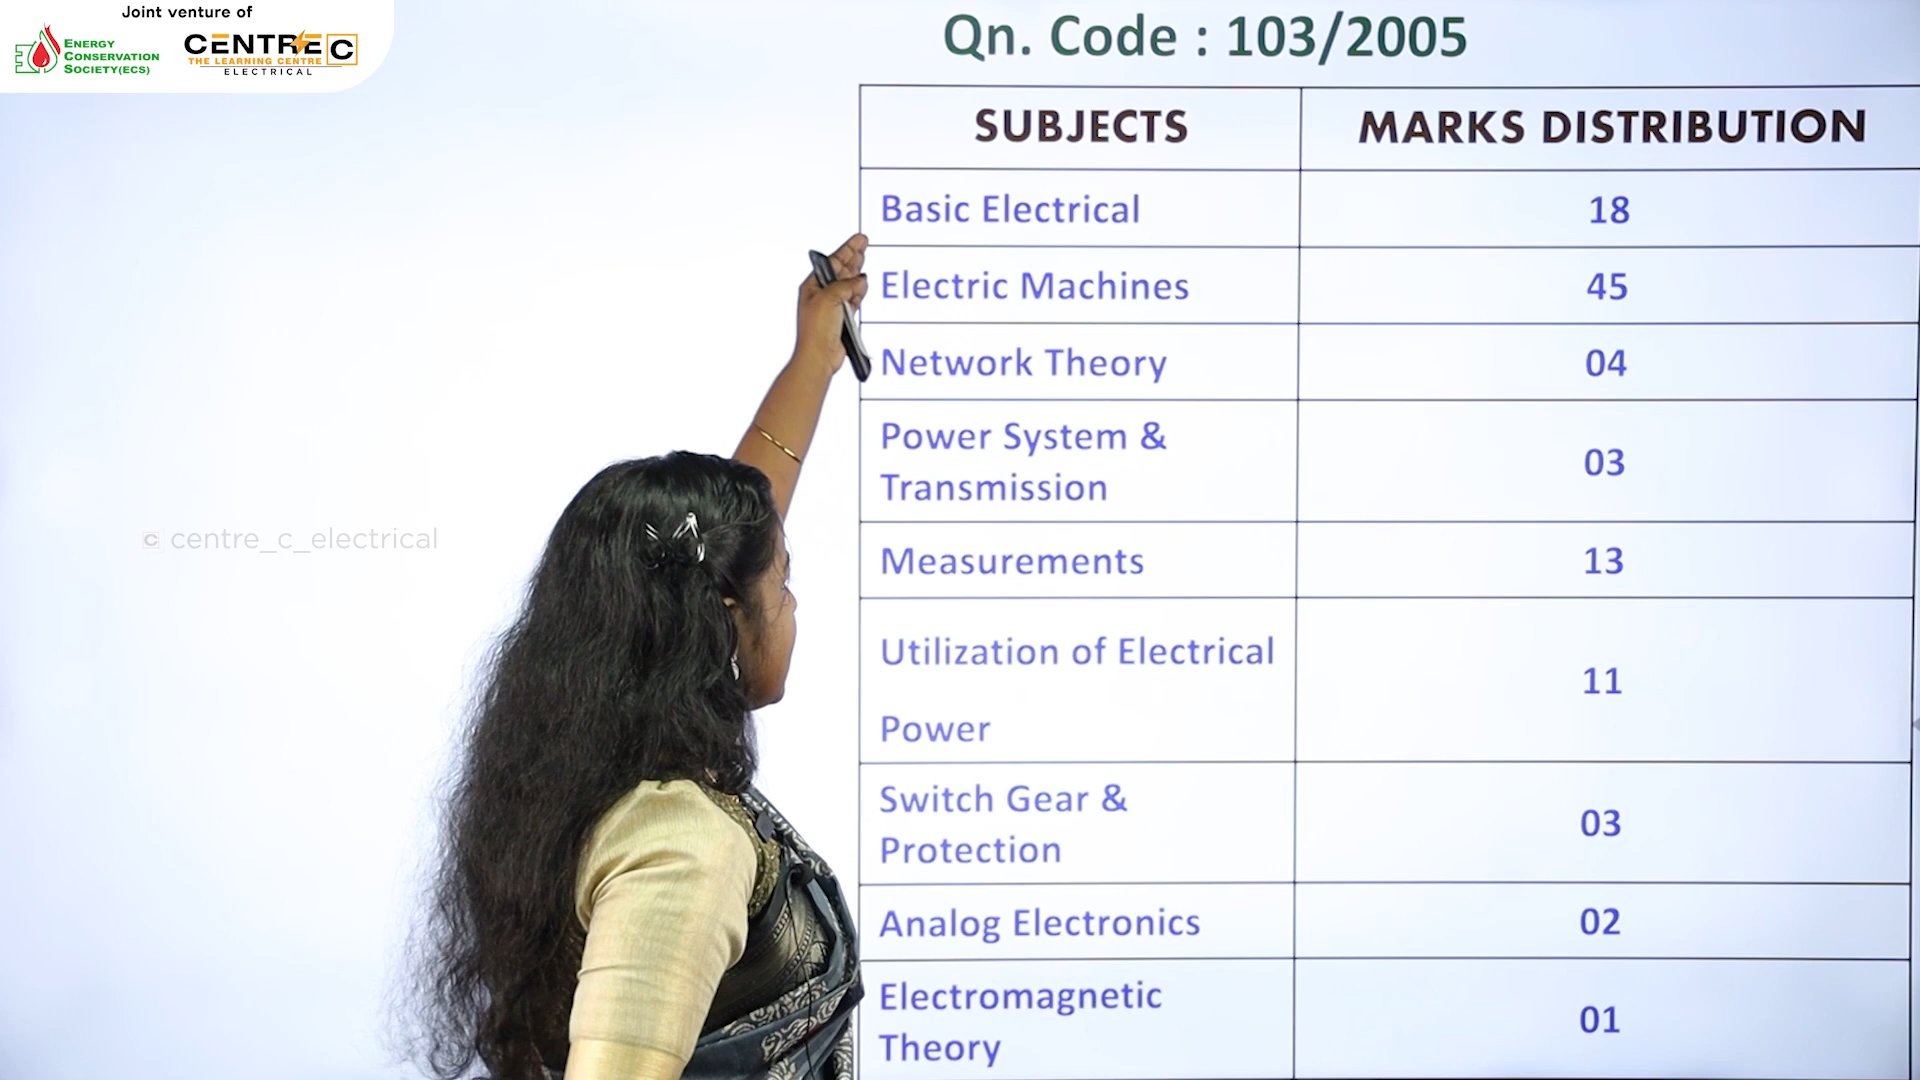 Joint venture of
ENERGY
CONSERVATION
SOCIETY(ECS)
CENTRE C
THE LEARNING CENTRE
ELECTRICAL
Qn. Code : 103/2005
SUBJECTS MARKS DISTRIBUTION
Basic Electrical 18
Electric Machines 45
Network Theory 04
Power System &
Transmission 03
Measurements 13
Utilization of Electrical
Power 11
Switch Gear &
Protection 03
Analog Electronics 02
Electromagnetic
Theory 01
C centre_c_electrical